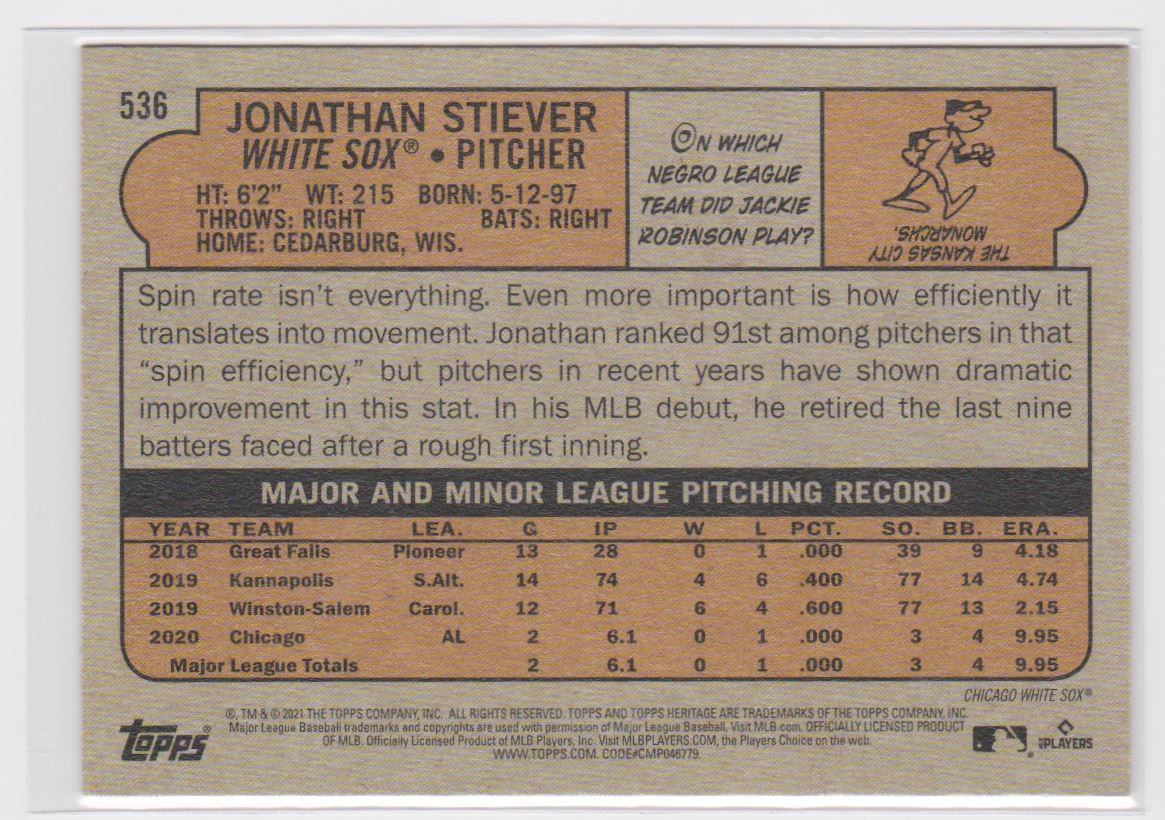 536
JONATHAN STIEVER
WHITE SOX® • PITCHER
HT: 6'2" WT: 215 BORN: 5-12-97
THROWS: RIGHT BATS: RIGHT
HOME: CEDARBURG, WIS.
ON WHICH
NEGRO LEAGUE
TEAM DID JACKIE
ROBINSON PLAY?
THE KANSAS CITY
MONARCHS.
Spin rate isn't everything. Even more important is how efficiently it
translates into movement. Jonathan ranked 91st among pitchers in that
“spin efficiency,” but pitchers in recent years have shown dramatic
improvement in this stat. In his MLB debut, he retired the last nine
batters faced after a rough first inning.
MAJOR AND MINOR LEAGUE PITCHING RECORD
YEAR TEAM LEA. G IP W L PCT. SO. BB. ERA.
2018 Great Falls Pioneer 13 28 0 1 .000 39 9 4.18
2019 Kannapolis S.Alt. 14 74 4 6 .400 77 14 4.74
2019 Winston-Salem Carol. 12 71 6 4 .600 77 13 2.15
2020 Chicago AL 2 6.1 0 1 .000 3 4 9.95
Major League Totals 2 6.1 0 1 .000 3 4 9.95
CHICAGO WHITE SOX®
®, TM & © 2021 THE TOPPS COMPANY, INC. ALL RIGHTS RESERVED. TOPPS AND TOPPS HERITAGE ARE TRADEMARKS OF THE TOPPS COMPANY, INC.
Major League Baseball trademarks and copyrights are used with permission of Major League Baseball. Visit MLB.com. OFFICIALLY LICENSED PRODUCT
OF MLB. Officially Licensed Product of MLB Players, Inc. Visit MLBPLAYERS.COM, the Players Choice on the web.
WWW.TOPPS.COM. CODE#CMP046779.
topps®
MLBPLAYERS